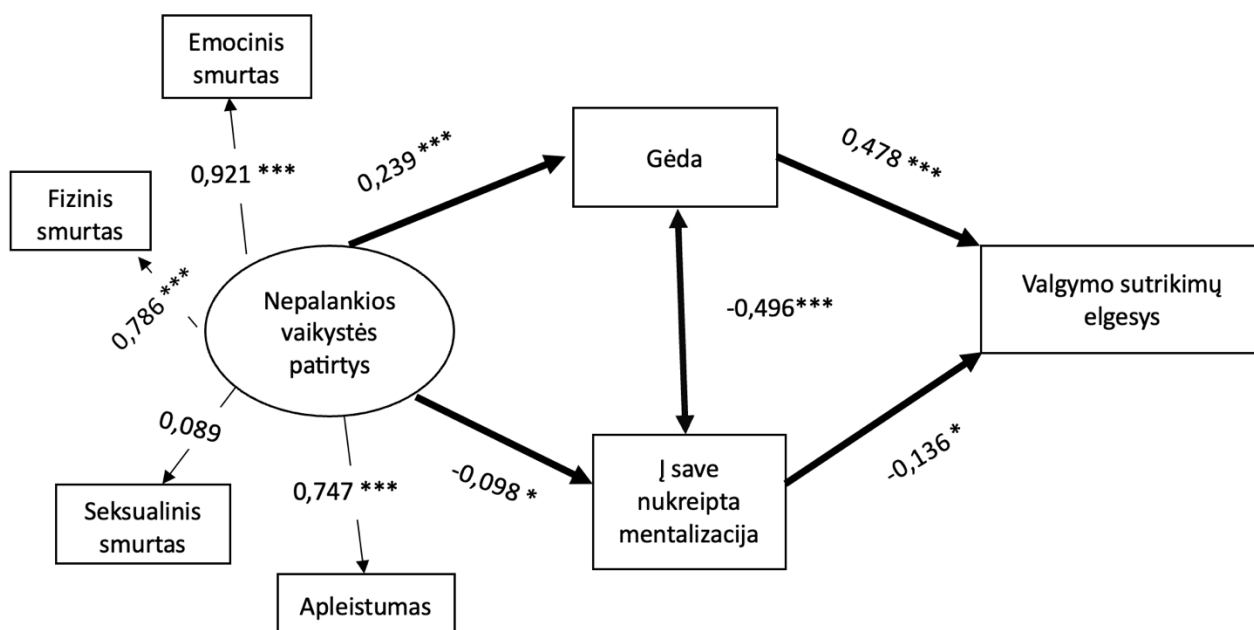 Emocinis
smurtas
0,921 ***
Fizinis
smurtas
0,786 ***
Nepalankios
vaikystės
patirtys
0,089
Seksualinis
smurtas
0,747 ***
Apleistumas
0,239 ***
Gėda
0,478 ***
-0,496***
-0,098 *
Į save
nukreipta
mentalizacija
-0,136 *
Valgymo sutrikimų
elgesys